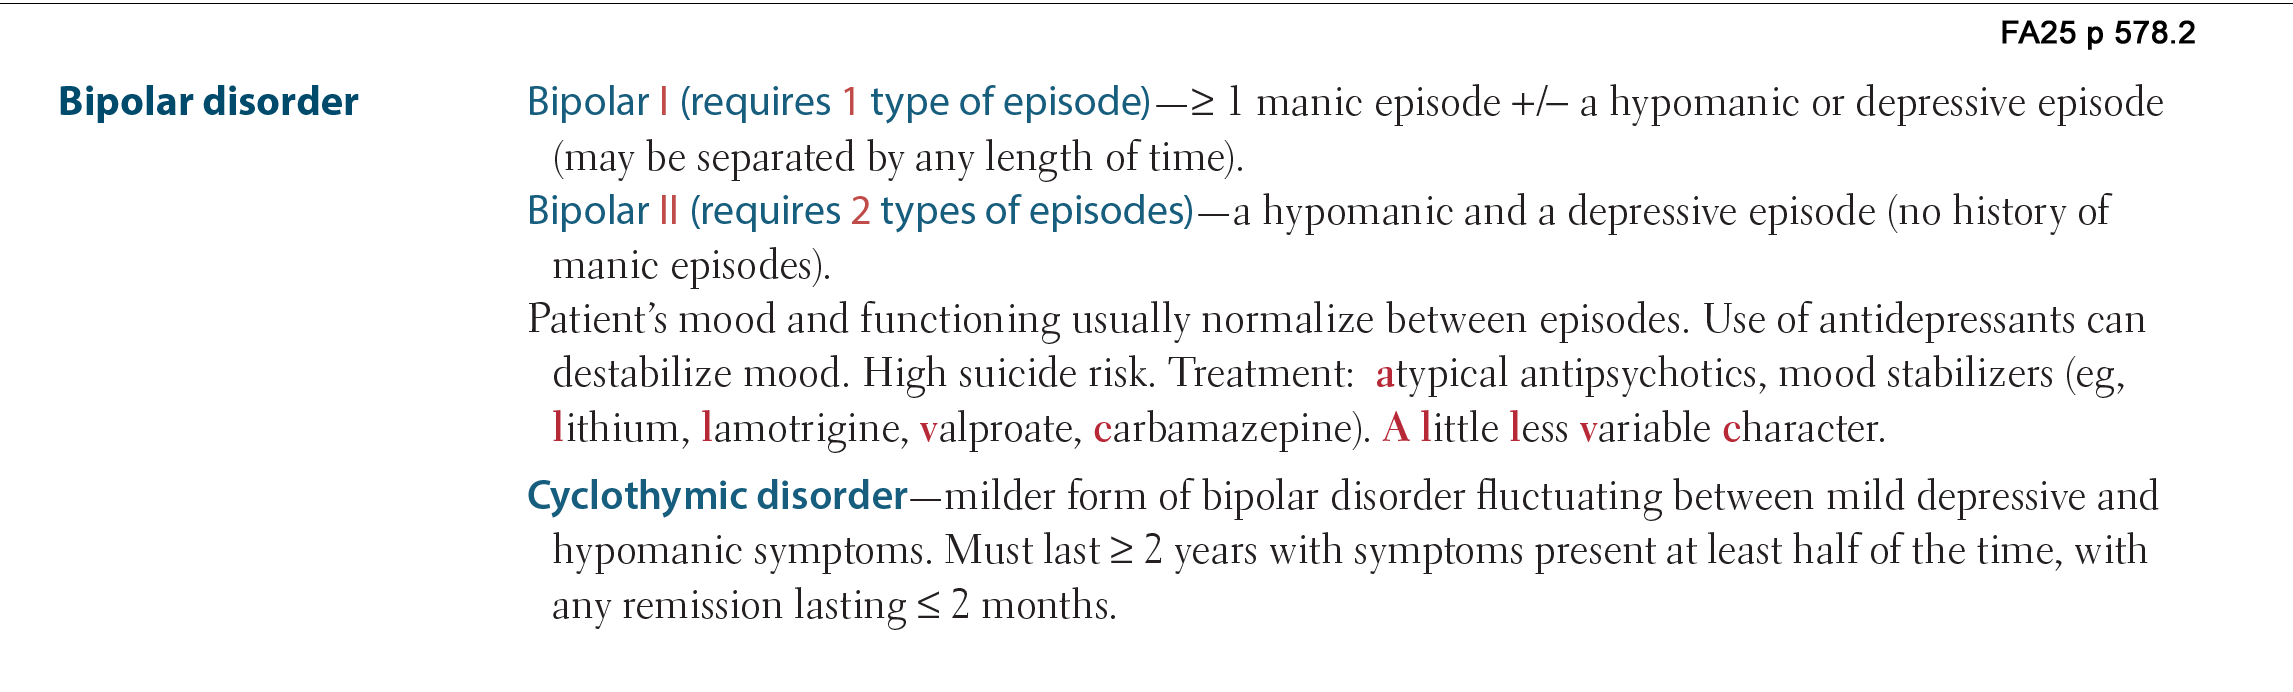 FA25 p 578.2
Bipolar disorder
Bipolar I (requires 1 type of episode)—≥ 1 manic episode +/– a hypomanic or depressive episode
(may be separated by any length of time).
Bipolar II (requires 2 types of episodes)—a hypomanic and a depressive episode (no history of
manic episodes).
Patient’s mood and functioning usually normalize between episodes. Use of antidepressants can
destabilize mood. High suicide risk. Treatment: atypical antipsychotics, mood stabilizers (eg,
lithium, lamotrigine, valproate, carbamazepine). A little less variable character.
Cyclothymic disorder—milder form of bipolar disorder fluctuating between mild depressive and
hypomanic symptoms. Must last ≥ 2 years with symptoms present at least half of the time, with
any remission lasting ≤ 2 months.